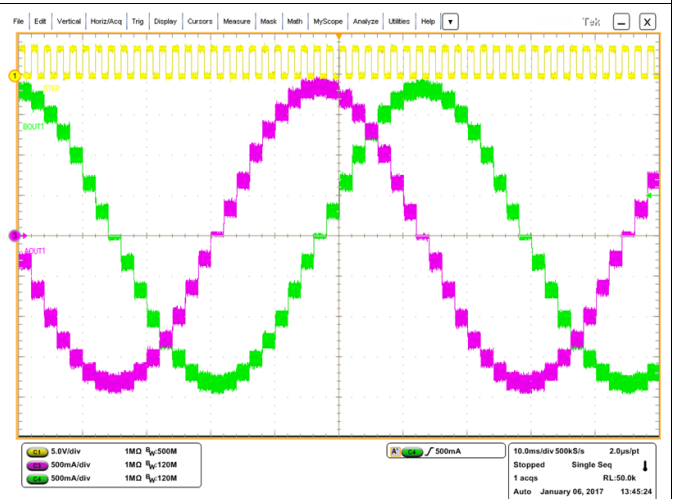 File Edit Vertical Horiz/Acq Trig Display Cursors Measure Mask Math MyScope Analyze Utilities Help Tek X
1
STEP
BOUT1
3
AOUT1
C1 5.0V/div 1MΩ BW:500M
C3 500mA/div 1MΩ BW:120M
C4 500mA/div 1MΩ BW:120M
A' C4 500mA
10.0ms/div 500kS/s 2.0µs/pt
Stopped Single Seq
1 acqs RL:50.0k
Auto January 06, 2017 13:45:24